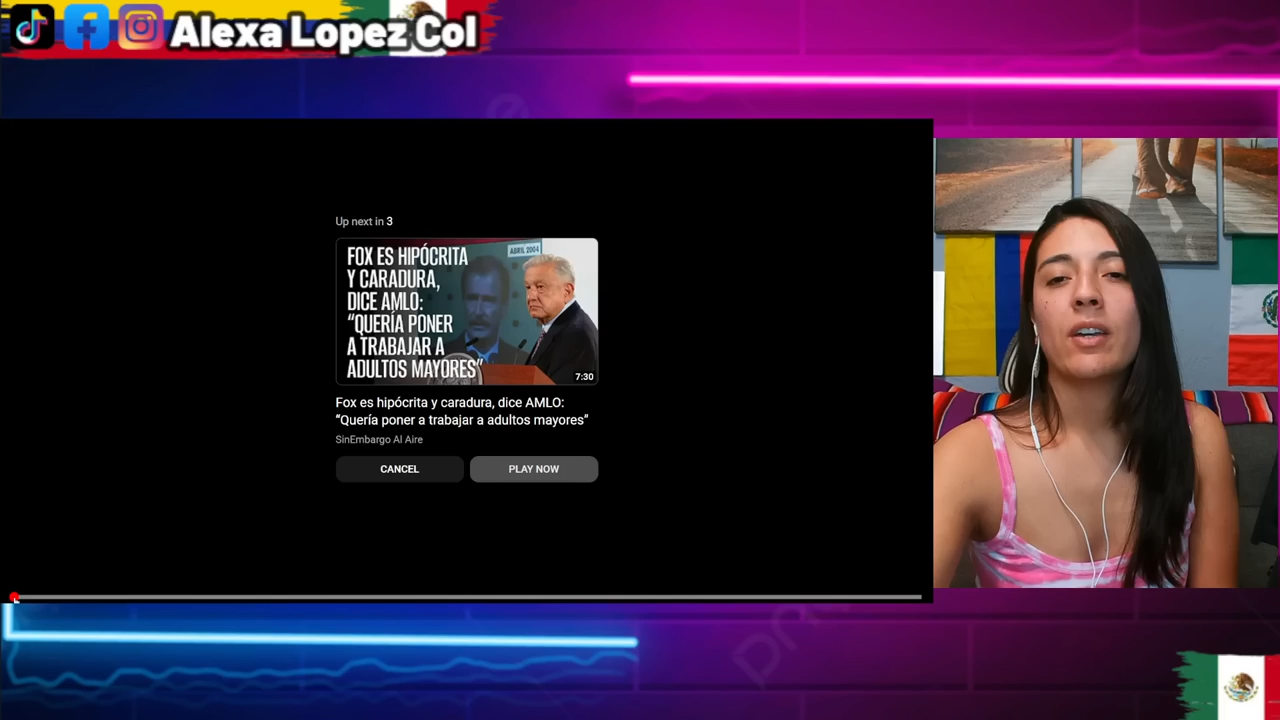 Alexa Lopez Col
Up next in 3
FOX ES HIPÓCRITA
Y CARADURA,
DICE AMLO:
“QUERÍA PONER
A TRABAJAR A
ADULTOS MAYORES”
ABRIL 2004
7:30
Fox es hipócrita y caradura, dice AMLO:
“Quería poner a trabajar a adultos mayores”
SinEmbargo Al Aire
CANCEL
PLAY NOW